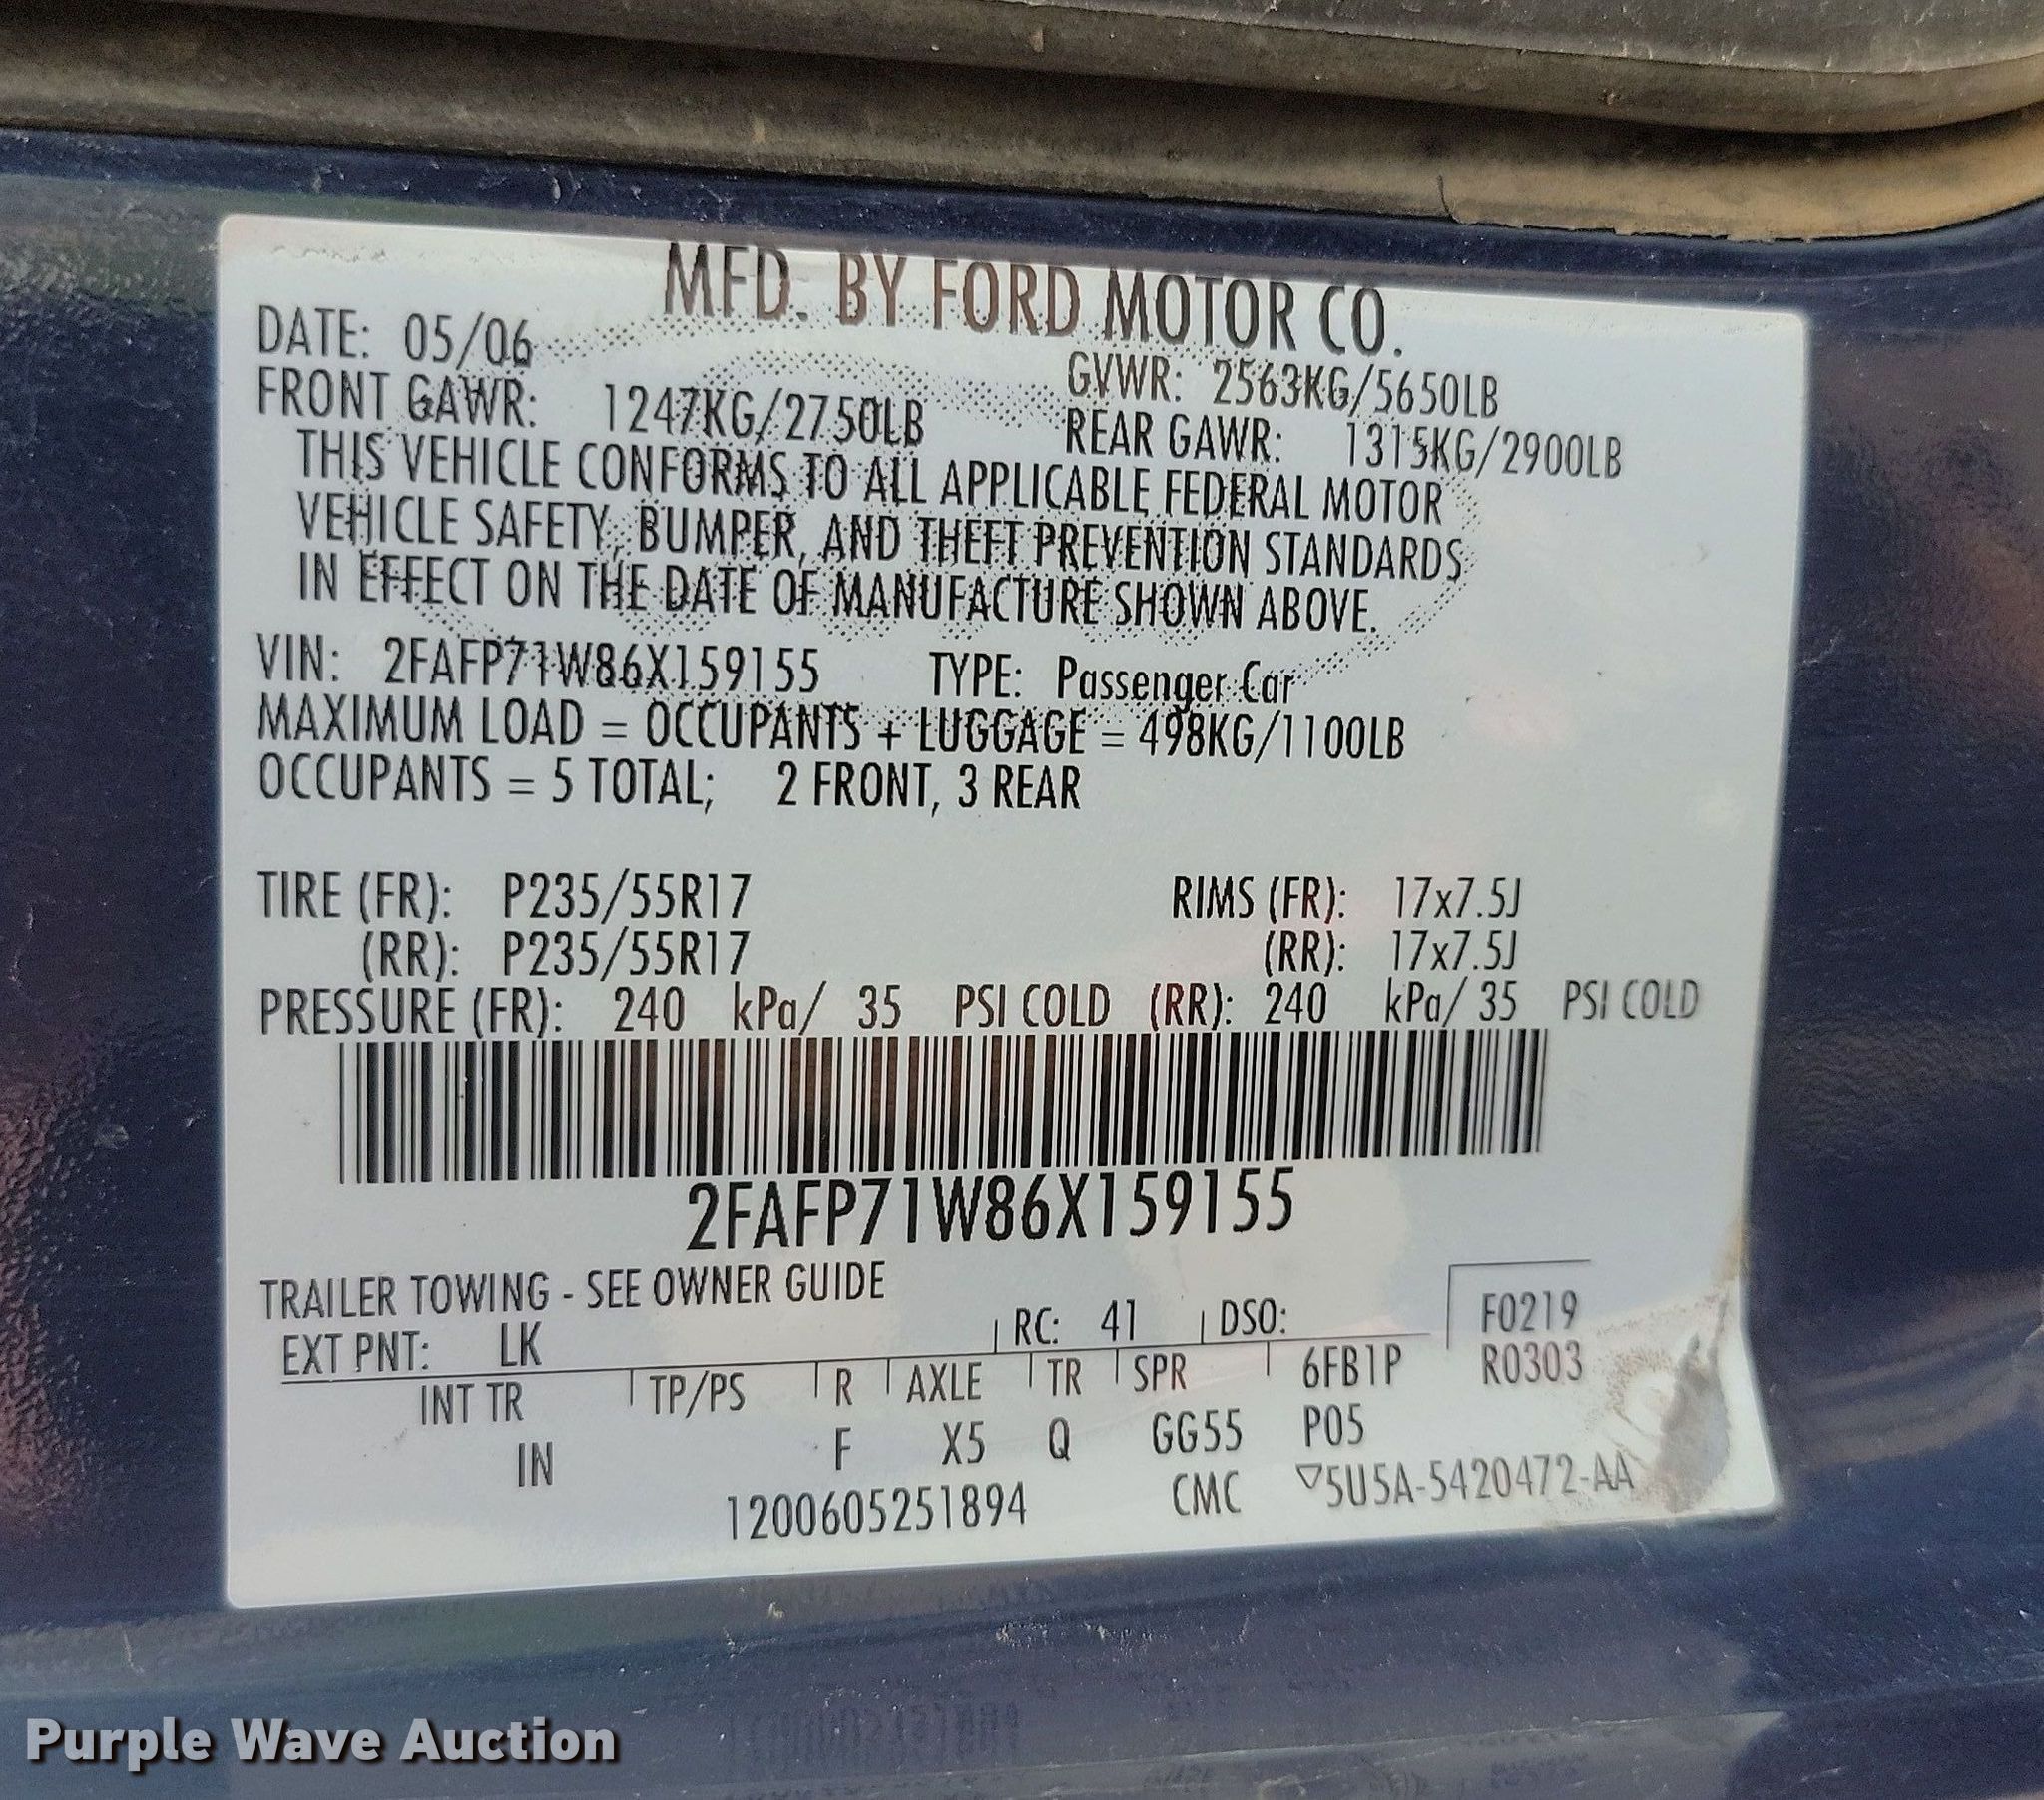 MFD. BY FORD MOTOR CO.
DATE: 05/06 GVWR: 2563KG/5650LB
FRONT GAWR: 1247KG/2750LB REAR GAWR: 1315KG/2900LB
THIS VEHICLE CONFORMS TO ALL APPLICABLE FEDERAL MOTOR
VEHICLE SAFETY, BUMPER, AND THEFT PREVENTION STANDARDS
IN EFFECT ON THE DATE OF MANUFACTURE SHOWN ABOVE.
VIN: 2FAFP71W86X159155 TYPE: Passenger Car
MAXIMUM LOAD = OCCUPANTS + LUGGAGE = 498KG/1100LB
OCCUPANTS = 5 TOTAL; 2 FRONT, 3 REAR
TIRE (FR): P235/55R17 RIMS (FR): 17x7.5J
(RR): P235/55R17 (RR): 17x7.5J
PRESSURE (FR): 240 kPa/ 35 PSI COLD (RR): 240 kPa/ 35 PSI COLD
2FAFP71W86X159155
TRAILER TOWING - SEE OWNER GUIDE
EXT PNT: LK RC: 41 DSO: F0219
INT TR TP/PS R AXLE TR SPR 6FB1P R0303
IN F X5 Q GG55 P05
1200605251894 CMC ▽5U5A-5420472-AA
Purple Wave Auction